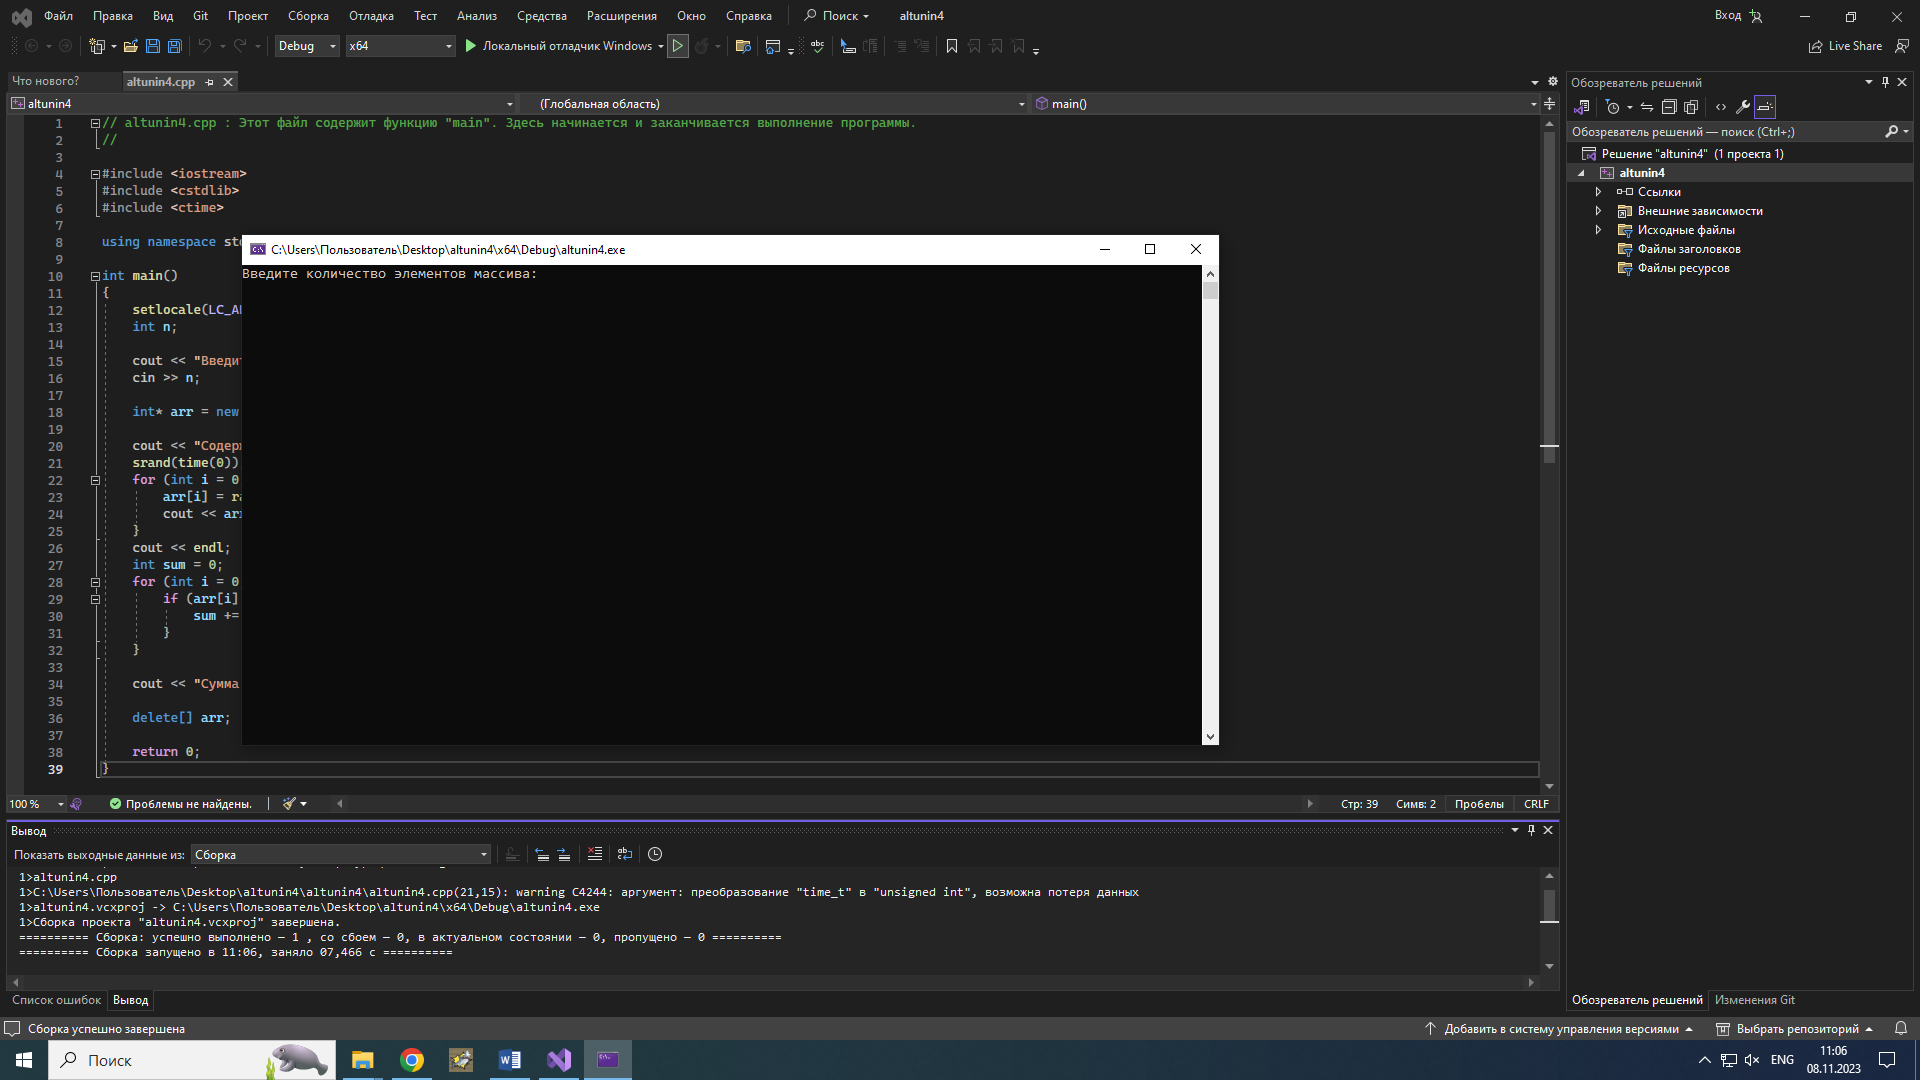 Файл Правка Вид Git Проект Сборка Отладка Тест Анализ Средства Расширения Окно Справка Поиск altunin4 Вход
Debug x64 Локальный отладчик Windows abc Live Share
Что нового? altunin4.cpp
altunin4 (Глобальная область) main()
1 // altunin4.cpp : Этот файл содержит функцию "main". Здесь начинается и заканчивается выполнение программы.
2 //
3
4 #include <iostream>
5 #include <cstdlib>
6 #include <ctime>
7
8 using namespace st
9
10 int main()
11 {
12 setlocale(LC_A
13 int n;
14
15 cout << "Введит
16 cin >> n;
17
18 int* arr = new
19
20 cout << "Содер
21 srand(time(0))
22 for (int i = 0
23 arr[i] = r
24 cout << ar
25 }
26 cout << endl;
27 int sum = 0;
28 for (int i = 0
29 if (arr[i]
30 sum +=
31 }
32 }
33
34 cout << "Сумма
35
36 delete[] arr;
37
38 return 0;
39 }
C:\Users\Пользователь\Desktop\altunin4\x64\Debug\altunin4.exe
Введите количество элементов массива:
100 % Проблемы не найдены. Стр: 39 Симв: 2 Пробелы CRLF
Вывод
Показать выходные данные из: Сборка
1>altunin4.cpp
1>C:\Users\Пользователь\Desktop\altunin4\altunin4\altunin4.cpp(21,15): warning C4244: аргумент: преобразование "time_t" в "unsigned int", возможна потеря данных
1>altunin4.vcxproj -> C:\Users\Пользователь\Desktop\altunin4\x64\Debug\altunin4.exe
1>Сборка проекта "altunin4.vcxproj" завершена.
========== Сборка: успешно выполнено — 1 , со сбоем — 0, в актуальном состоянии — 0, пропущено — 0 ==========
========== Сборка запущено в 11:06, заняло 07,466 с ==========
Список ошибок Вывод
Обозреватель решений
Обозреватель решений — поиск (Ctrl+;)
Решение "altunin4" (1 проекта 1)
altunin4
Ссылки
Внешние зависимости
Исходные файлы
Файлы заголовков
Файлы ресурсов
Обозреватель решений Изменения Git
Сборка успешно завершена Добавить в систему управления версиями Выбрать репозиторий
Поиск ENG 11:06
08.11.2023